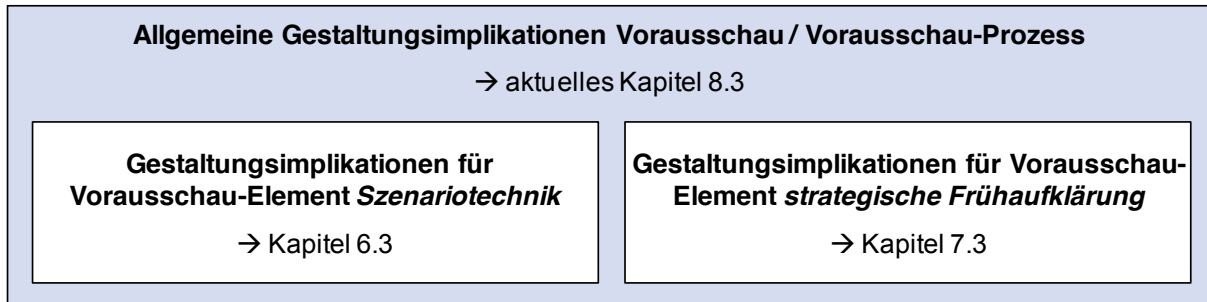 Allgemeine Gestaltungsimplikationen Vorausschau / Vorausschau-Prozess
→ aktuelles Kapitel 8.3
Gestaltungsimplikationen für
Vorausschau-Element Szenariotechnik
→ Kapitel 6.3
Gestaltungsimplikationen für Vorausschau-
Element strategische Frühaufklärung
→ Kapitel 7.3